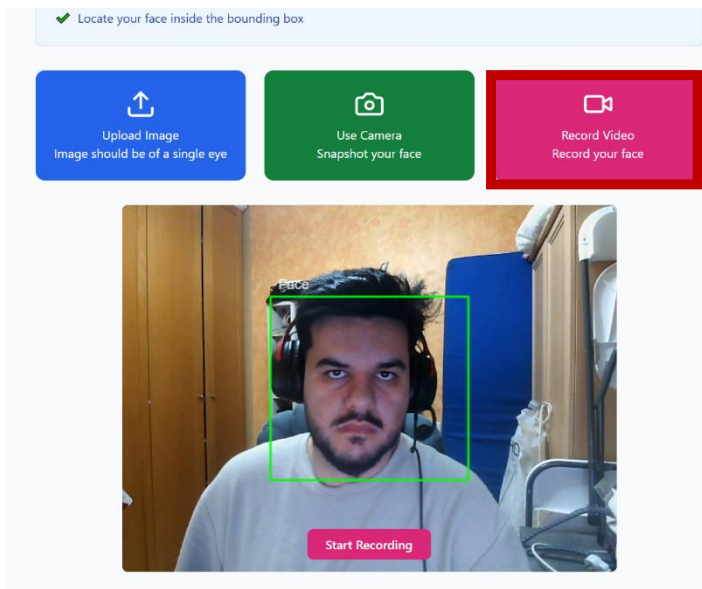 Locate your face inside the bounding box
Upload Image
Image should be of a single eye
Use Camera
Snapshot your face
Record Video
Record your face
Face
Start Recording